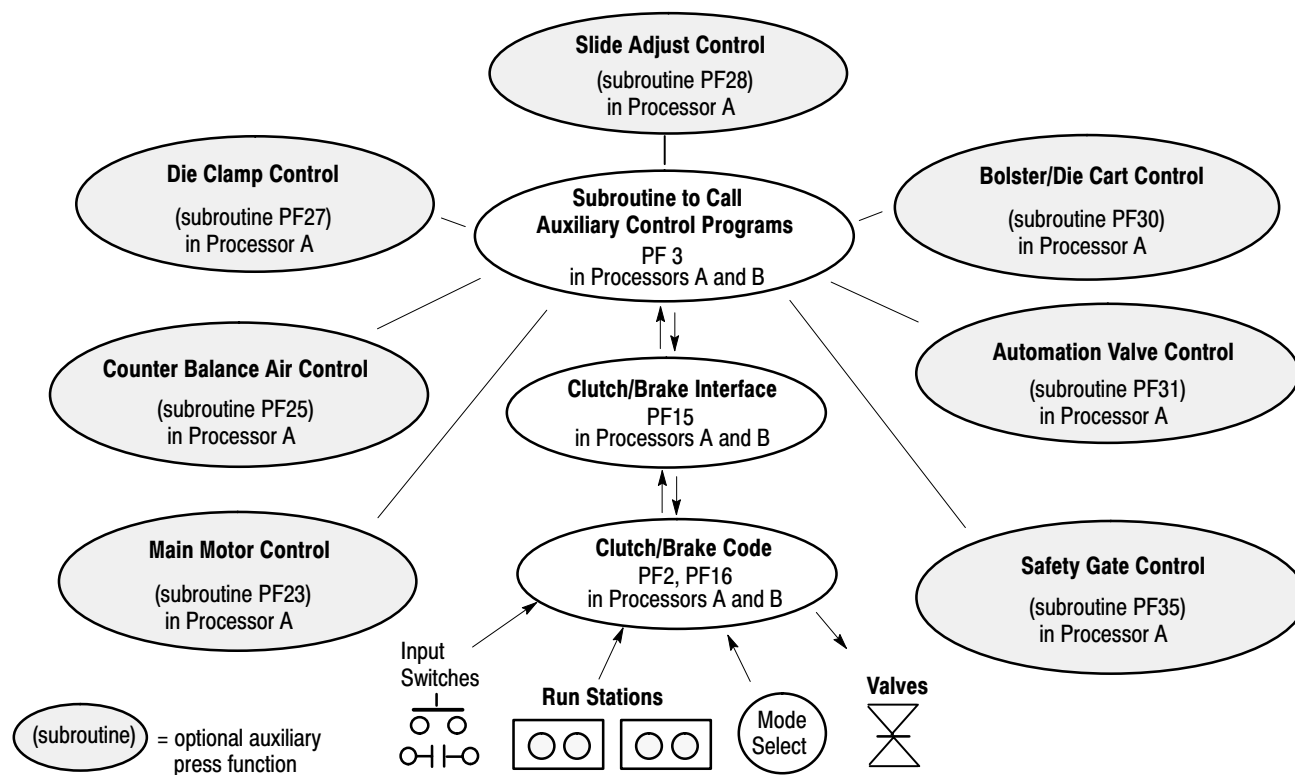 Slide Adjust Control
(subroutine PF28)
in Processor A
Die Clamp Control
(subroutine PF27)
in Processor A
Subroutine to Call
Auxiliary Control Programs
PF 3
in Processors A and B
Bolster/Die Cart Control
(subroutine PF30)
in Processor A
Counter Balance Air Control
(subroutine PF25)
in Processor A
Clutch/Brake Interface
PF15
in Processors A and B
Automation Valve Control
(subroutine PF31)
in Processor A
Main Motor Control
(subroutine PF23)
in Processor A
Clutch/Brake Code
PF2, PF16
in Processors A and B
Safety Gate Control
(subroutine PF35)
in Processor A
Input
Switches
Run Stations
Mode
Select
Valves
(subroutine)
= optional auxiliary
press function